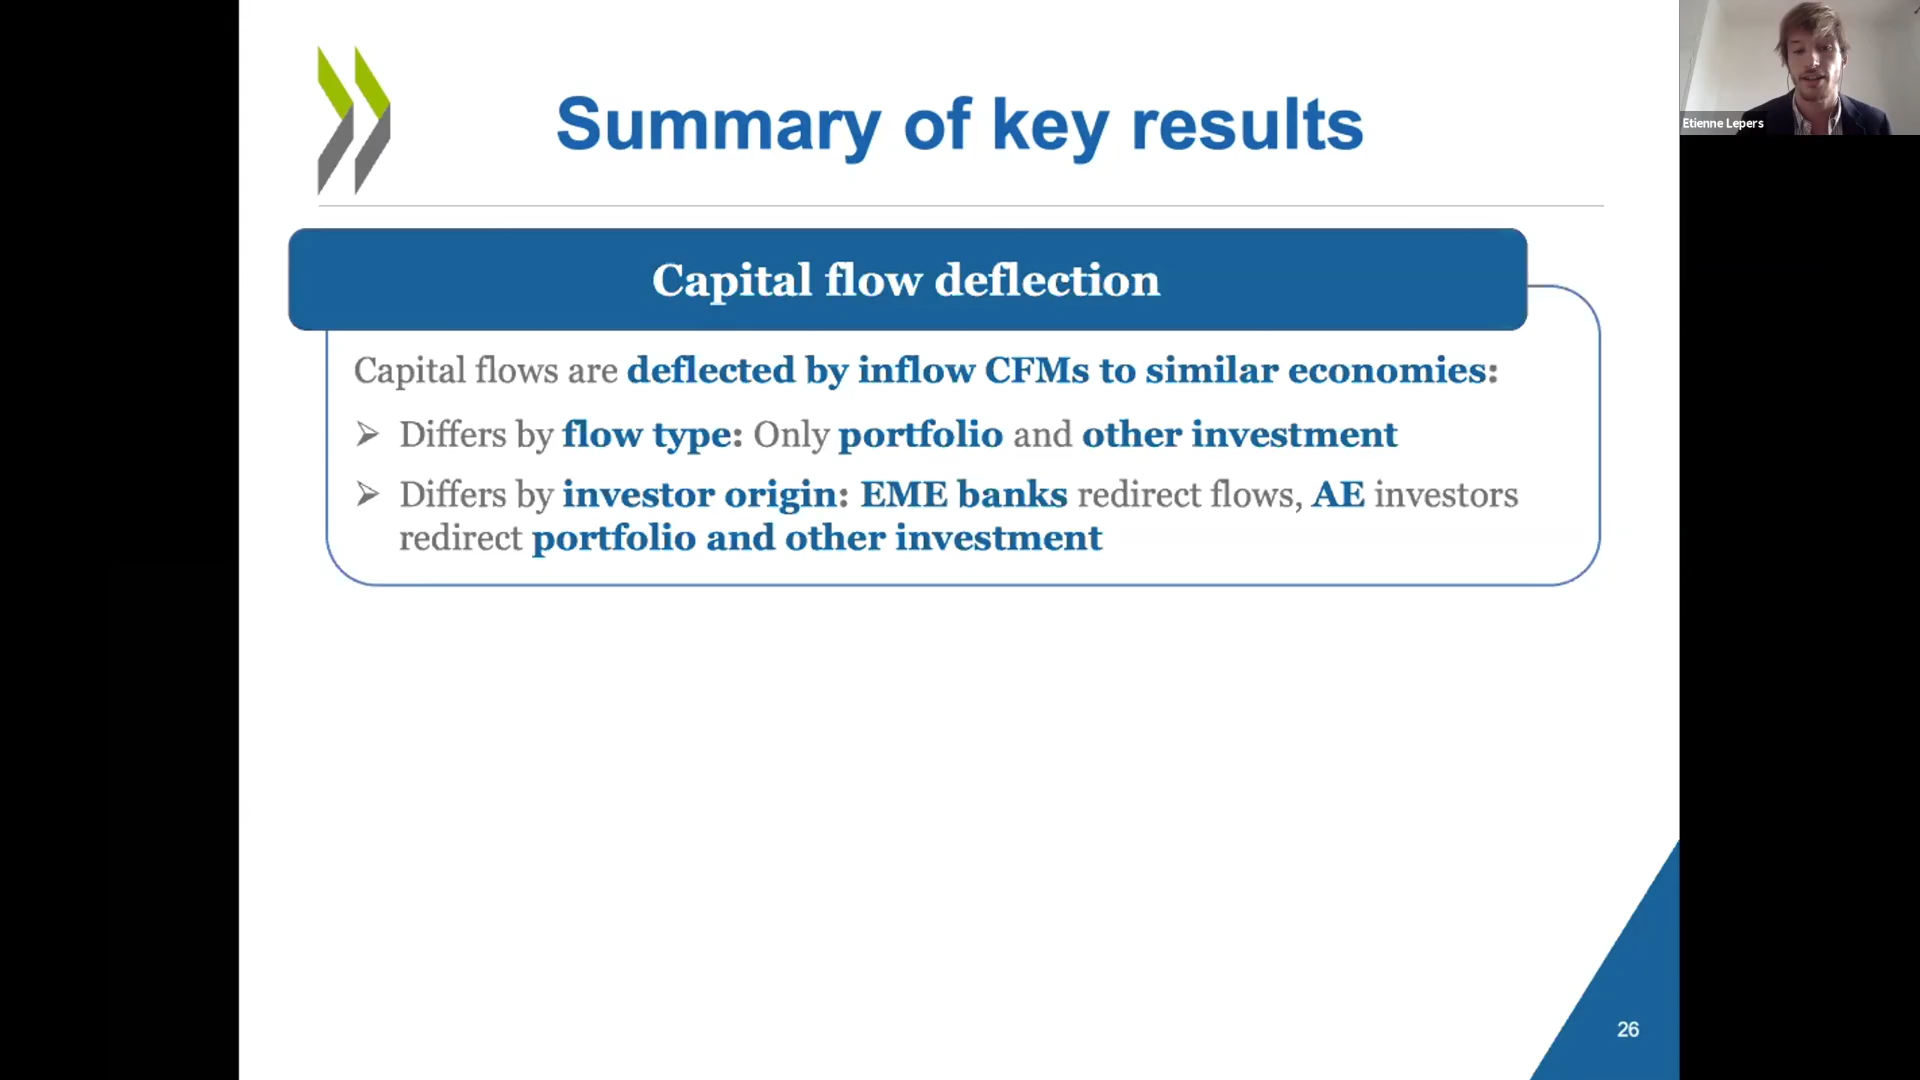 Summary of key results
Etienne Lepers
Capital flow deflection
Capital flows are deflected by inflow CFMs to similar economies:
➢ Differs by flow type: Only portfolio and other investment
➢ Differs by investor origin: EME banks redirect flows, AE investors
redirect portfolio and other investment
26